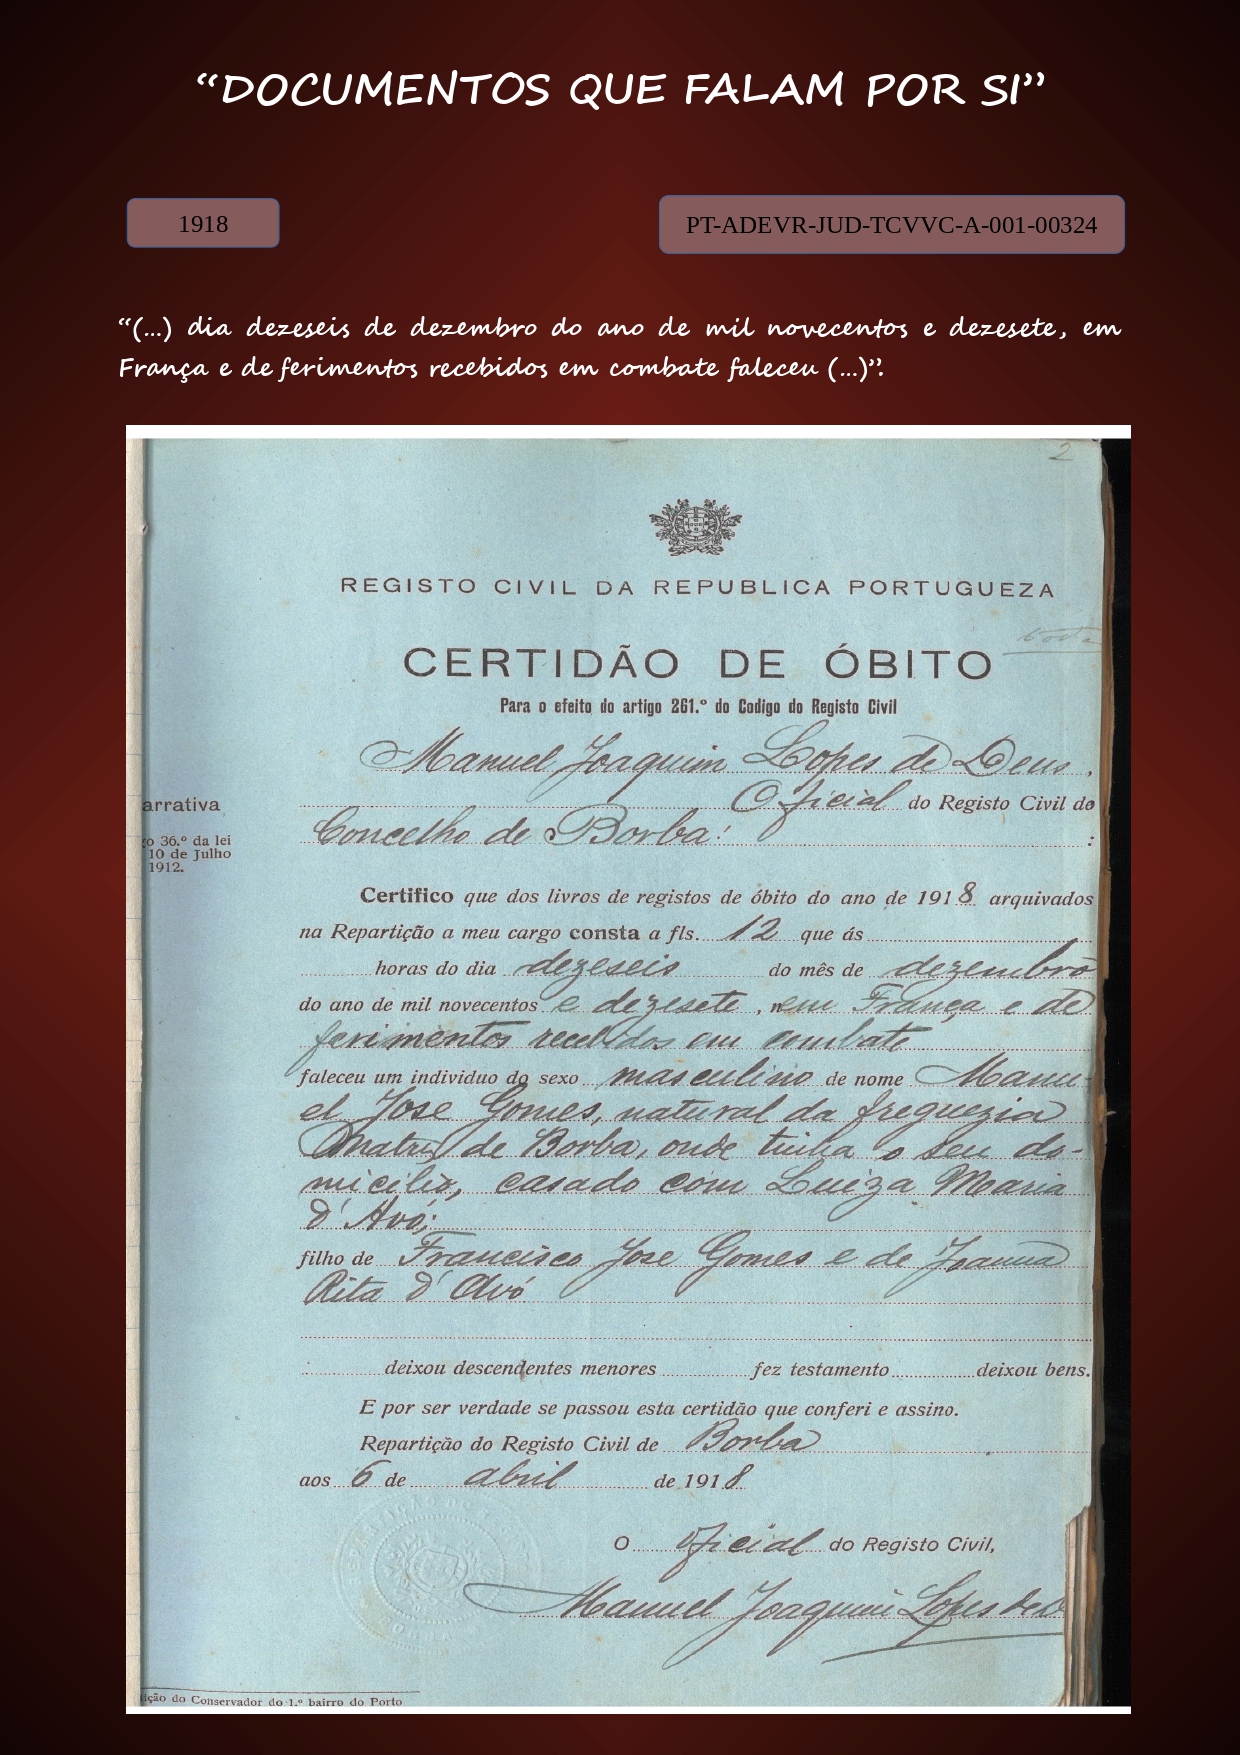 “DOCUMENTOS QUE FALAM POR SI”
1918
PT-ADEVR-JUD-TCVVC-A-001-00324
“(...) dia dezeseis de dezembro do ano de mil novecentos e dezesete, em
França e de ferimentos recebidos em combate faleceu (...)”.
2
REGISTO CIVIL DA REPUBLICA PORTUGUEZA
CERTIDÃO DE ÓBITO
Para o efeito do artigo 261.º do Codigo do Registo Civil
Manuel Joaquim Lopes de Deus,
Oficial do Registo Civil do
Concelho de Borba:
arrativa
go 36.º da lei
10 de Julho
1912.
Certifico que dos livros de registos de óbito do ano de 1918 arquivados
na Repartição a meu cargo consta a fls. 12 que ás
horas do dia dezeseis do mês de dezembro
do ano de mil novecentos e dezesete, em França e de
ferimentos recebidos em combate
faleceu um individuo do sexo masculino de nome Manu-
el Jose Gomes, natural da freguezia
Matriz de Borba, onde tinha o seu do-
micilio, casado com Luiza Maria
d'Avó;
filho de Francisco Jose Gomes e de Joanna
Rita d'Avó
deixou descendentes menores fez testamento deixou bens.
E por ser verdade se passou esta certidão que conferi e assino.
Repartição do Registo Civil de Borba
aos 6 de abril de 1918
O Oficial do Registo Civil,
Manuel Joaquim Lopes de D
ição do Conservador do 1.º bairro do Porto